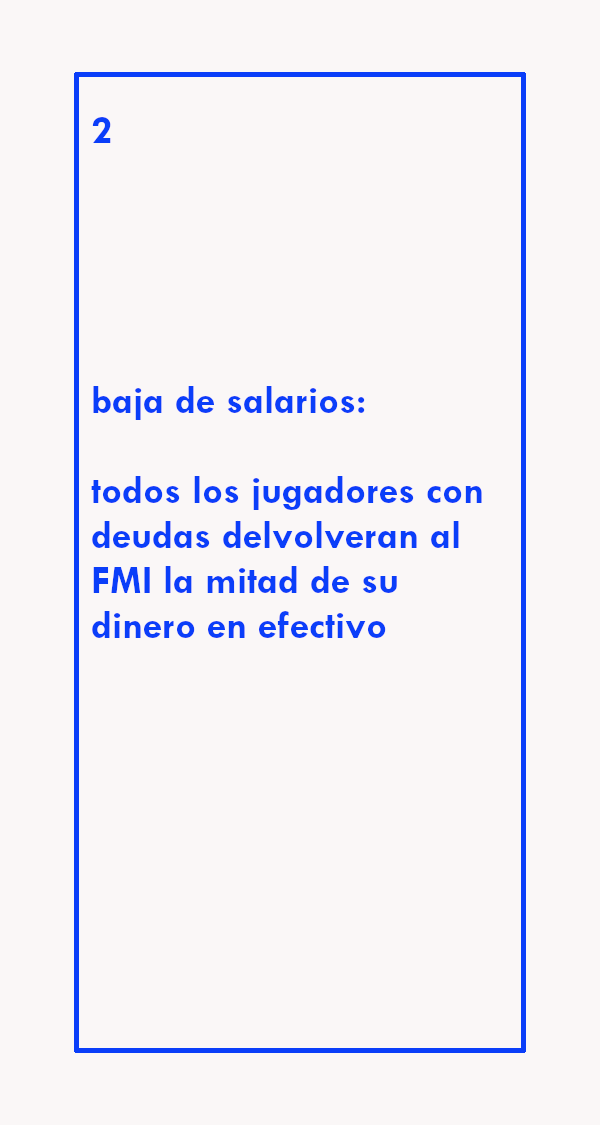 2
baja de salarios:
todos los jugadores con
deudas delvolveran al
FMI la mitad de su
dinero en efectivo